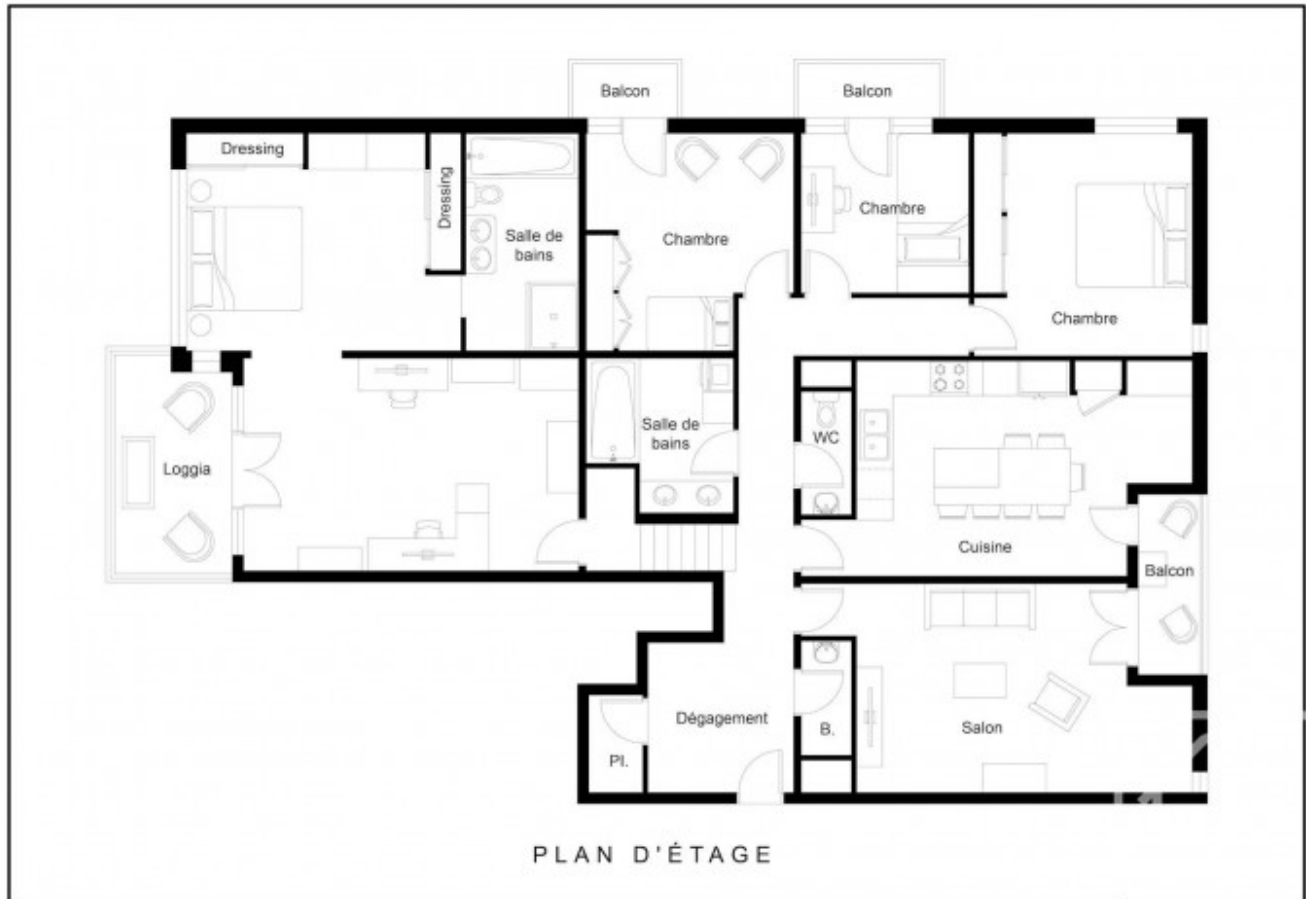 Balcon
Balcon
Dressing
Dressing
Salle de
bains
Chambre
Chambre
Chambre
Loggia
Salle de
bains
WC
Cuisine
Balcon
Dégagement
Pl.
B.
Salon
PLAN D'ÉTAGE